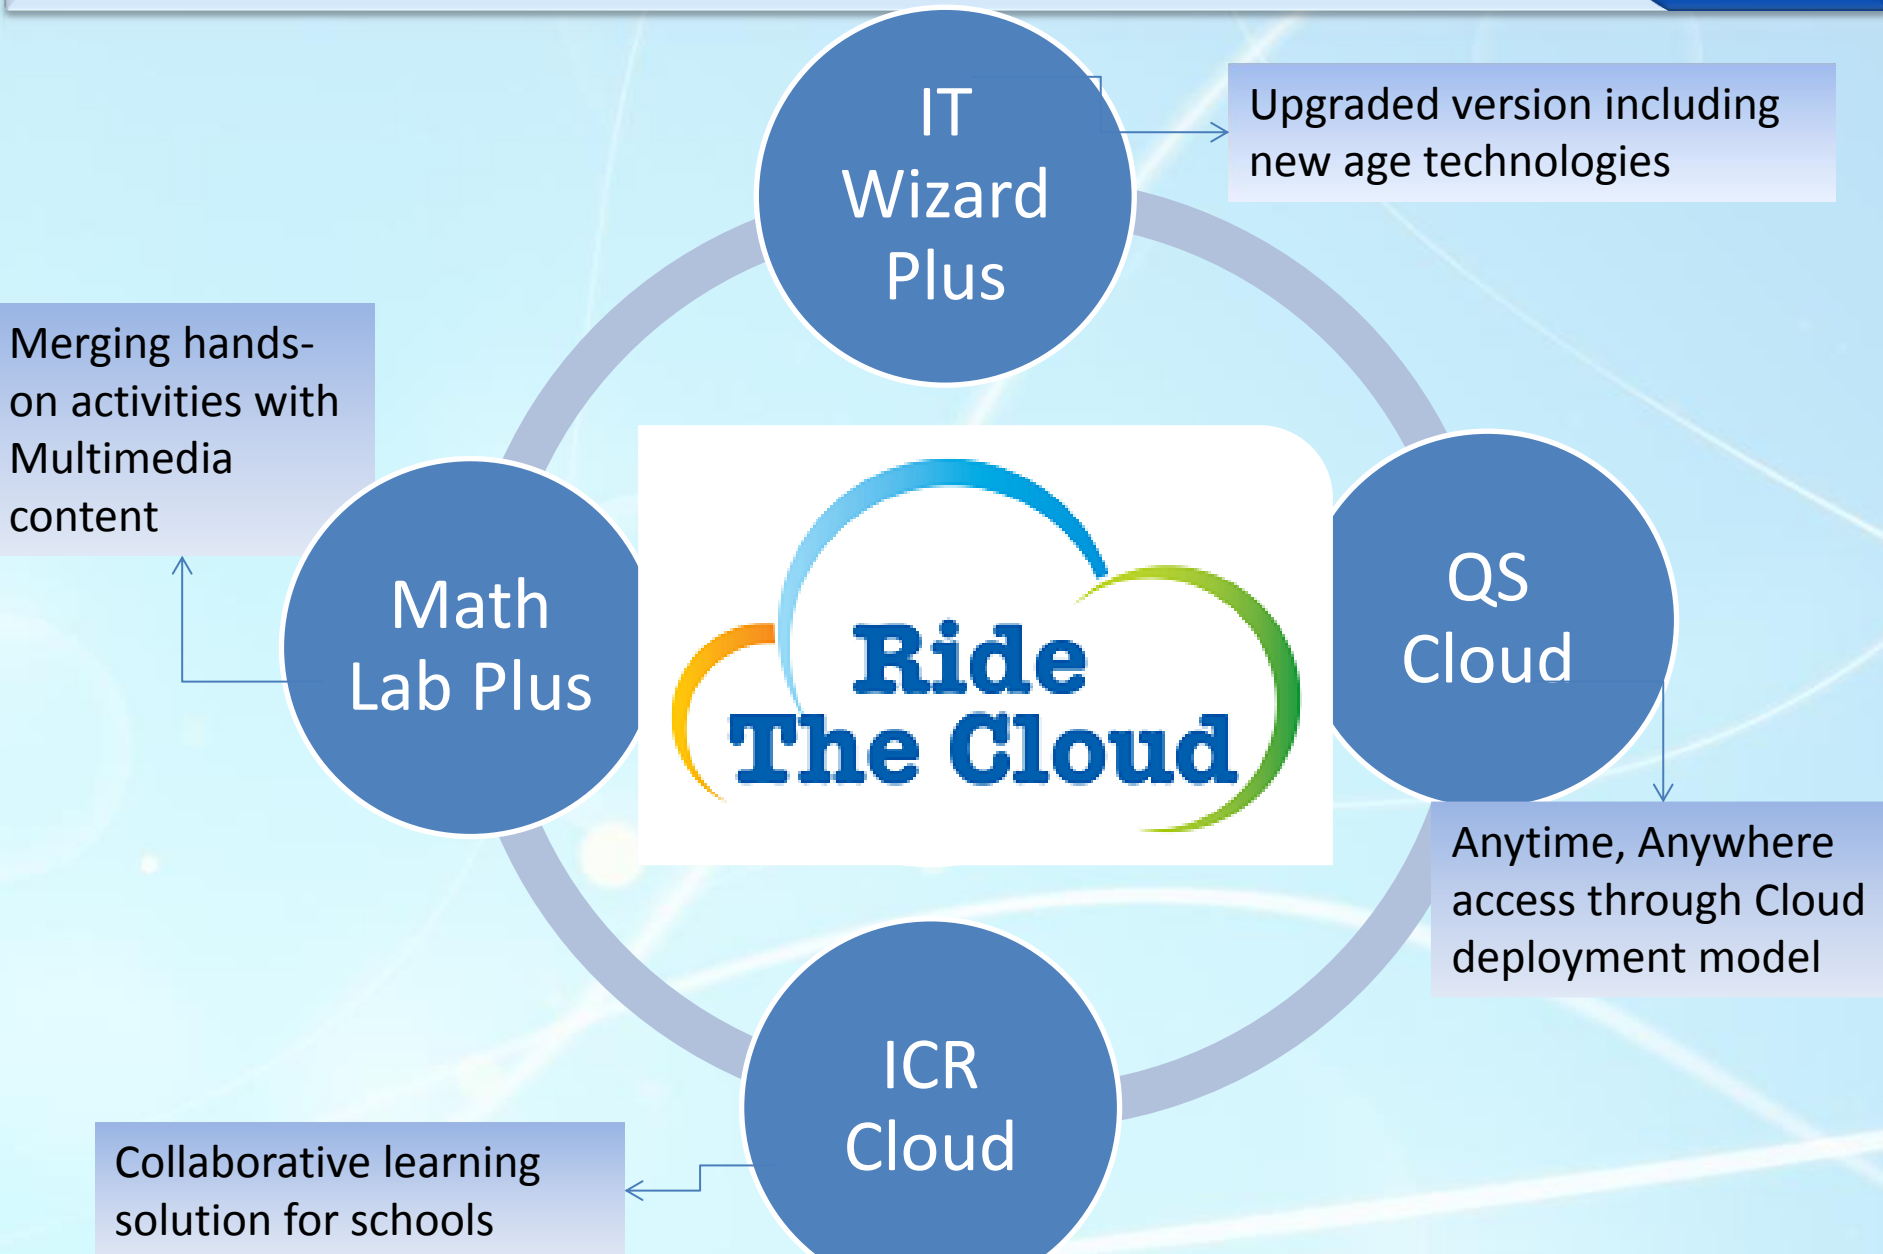 IT
Wizard
Plus
Upgraded version including
new age technologies
Merging hands-
on activities with
Multimedia
content
Math
Lab Plus
Ride
The Cloud
QS
Cloud
Anytime, Anywhere
access through Cloud
deployment model
ICR
Cloud
Collaborative learning
solution for schools